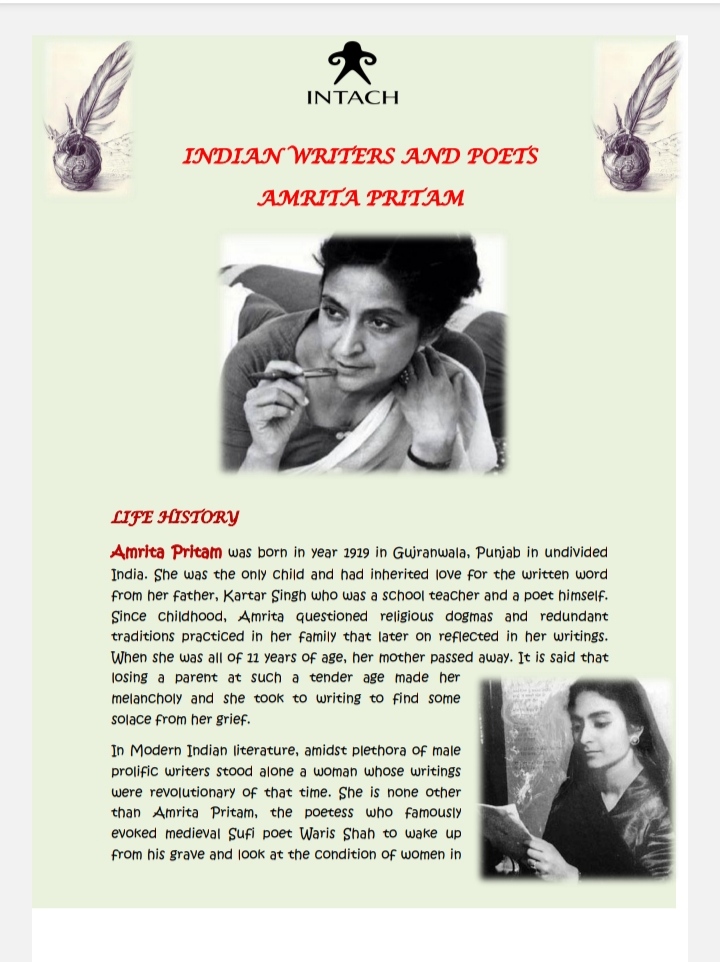 INTACH
INDIAN WRITERS AND POETS
AMRITA PRITAM
LIFE HISTORY
Amrita Pritam was born in year 1919 in Gujranwala, Punjab in undivided
India. She was the only child and had inherited love for the written word
from her father, Kartar Singh who was a school teacher and a poet himself.
Since childhood, Amrita questioned religious dogmas and redundant
traditions practiced in her family that later on reflected in her writings.
When she was all of 11 years of age, her mother passed away. It is said that
losing a parent at such a tender age made her
melancholy and she took to writing to find some
solace from her grief.
In Modern Indian literature, amidst plethora of male
prolific writers stood alone a woman whose writings
were revolutionary of that time. She is none other
than Amrita Pritam, the poetess who famously
evoked medieval Sufi poet Waris Shah to wake up
from his grave and look at the condition of women in